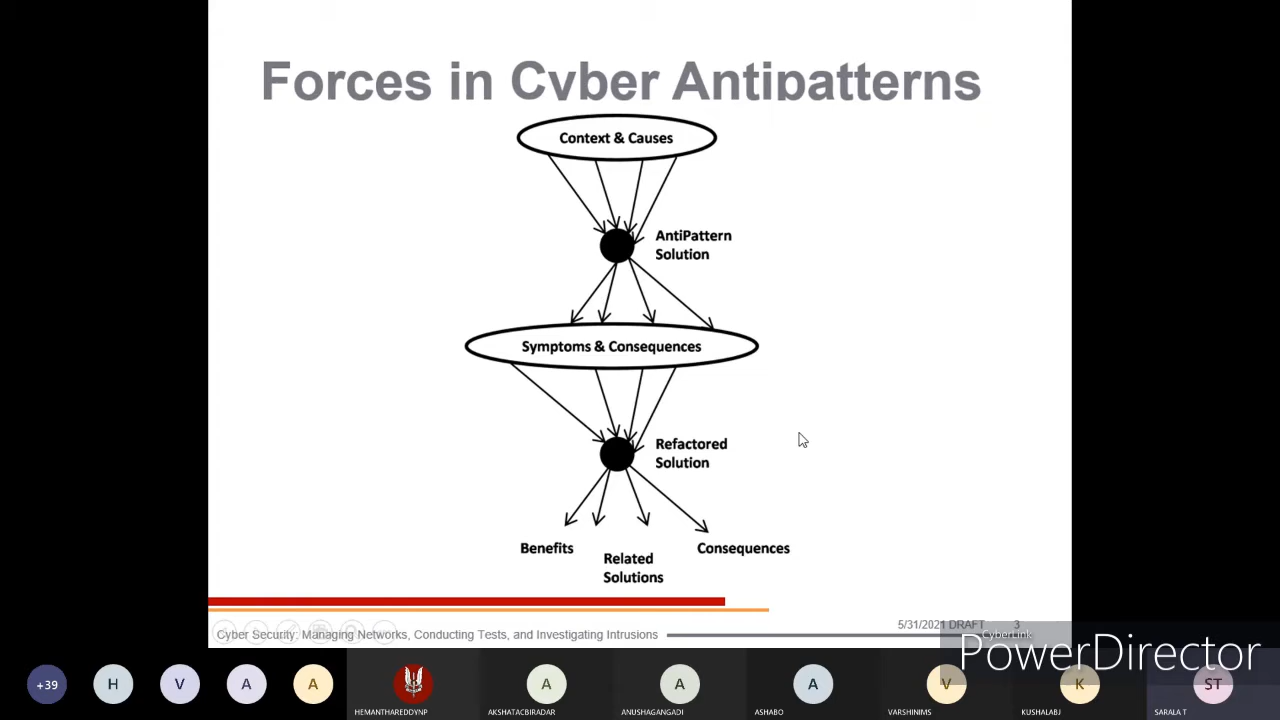 Forces in Cyber Antipatterns
Context & Causes
AntiPattern
Solution
Symptoms & Consequences
Refactored
Solution
Benefits
Related
Solutions
Consequences
5/31/2021 DRAFT 3
Cyber Security: Managing Networks, Conducting Tests, and Investigating Intrusions
CyberLink
PowerDirector
+39 H V A A A A A V K ST
HEMANTHAREDDYNP AKSHATACBIRADAR ANUSHAGANGADI ASHABO VARSHINIMS KUSHALABJ SARALA T